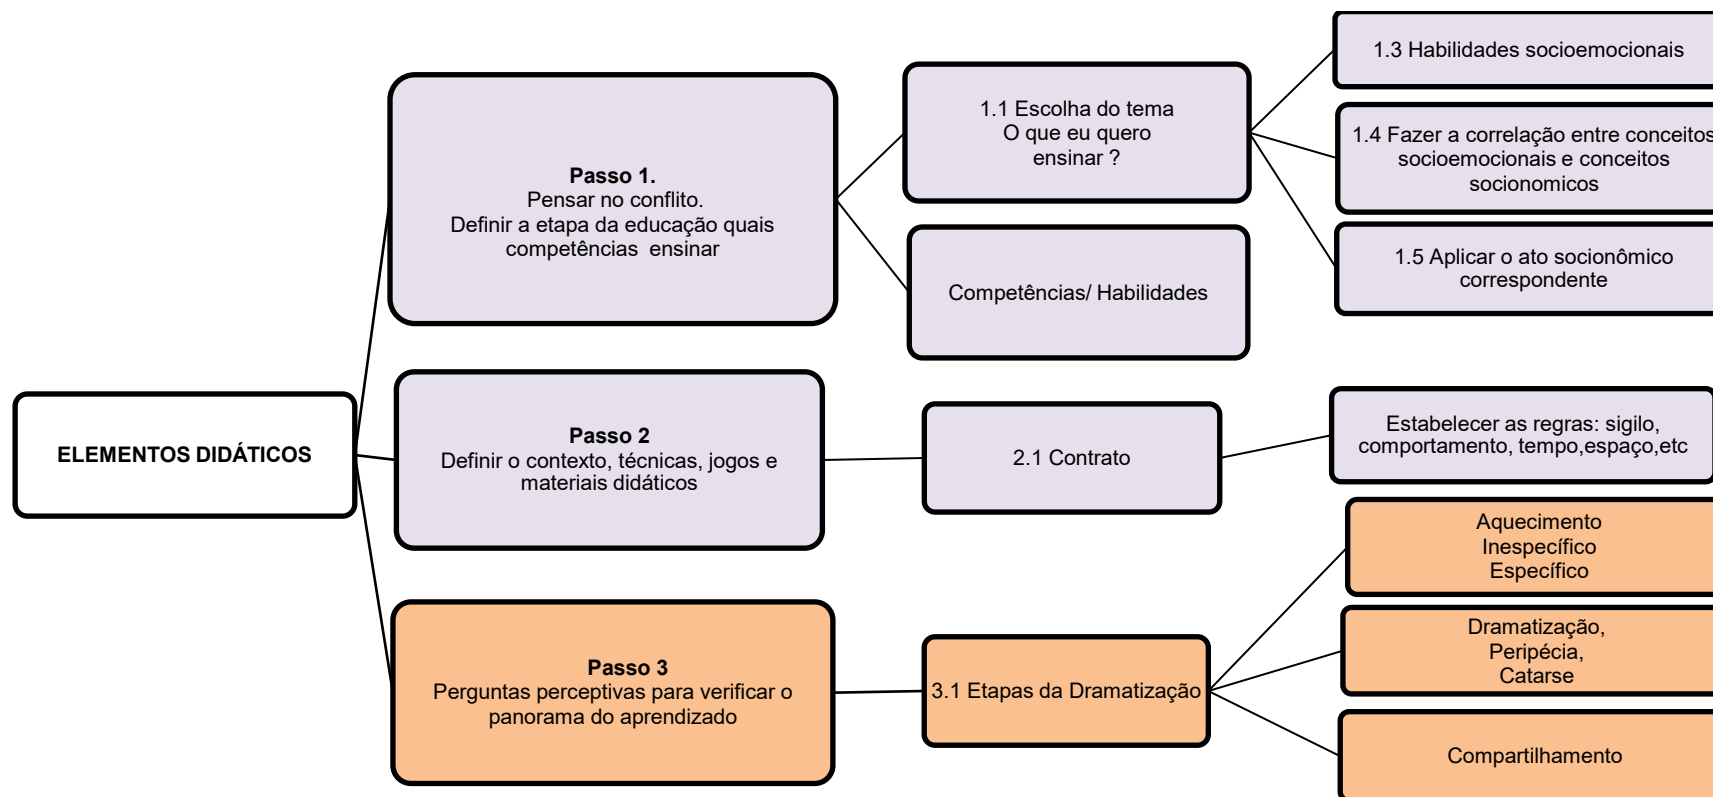 ELEMENTOS DIDÁTICOS
Passo 1.
Pensar no conflito.
Definir a etapa da educação quais
competências  ensinar
1.1 Escolha do tema
O que eu quero
ensinar ?
Competências/ Habilidades
1.3 Habilidades socioemocionais
1.4 Fazer a correlação entre conceitos
socioemocionais e conceitos
socionomicos
1.5 Aplicar o ato socionômico
correspondente
Passo 2
Definir o contexto, técnicas, jogos e
materiais didáticos
2.1 Contrato
Estabelecer as regras: sigilo,
comportamento, tempo,espaço,etc
Passo 3
Perguntas perceptivas para verificar o
panorama do aprendizado
3.1 Etapas da Dramatização
Aquecimento
Inespecífico
Específico
Dramatização,
Peripécia,
Catarse
Compartilhamento